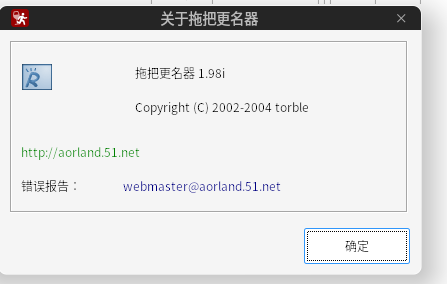 关于拖把更名器
拖把更名器 1.98i
Copyright (C) 2002-2004 torble
http://aorland.51.net
错误报告： webmaster@aorland.51.net
确定